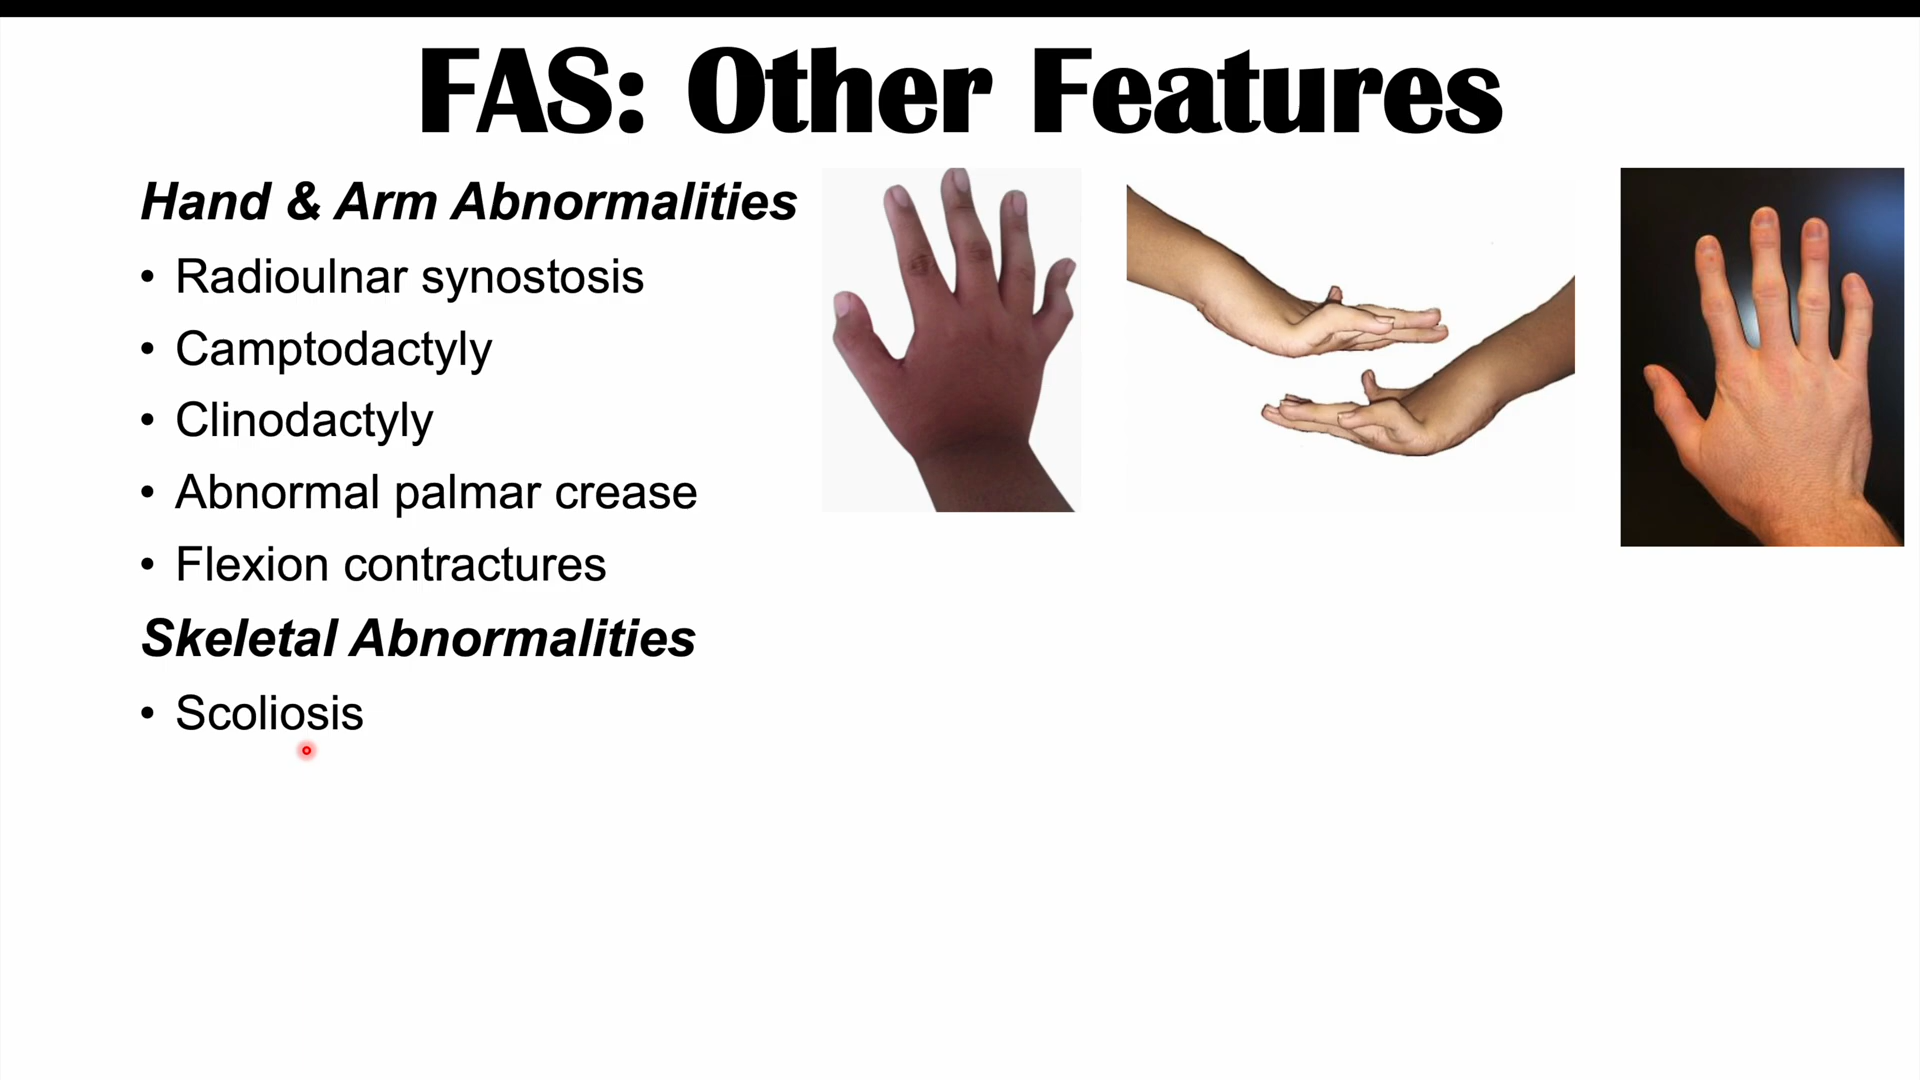 FAS: Other Features
Hand & Arm Abnormalities
• Radioulnar synostosis
• Camptodactyly
• Clinodactyly
• Abnormal palmar crease
• Flexion contractures
Skeletal Abnormalities
• Scoliosis